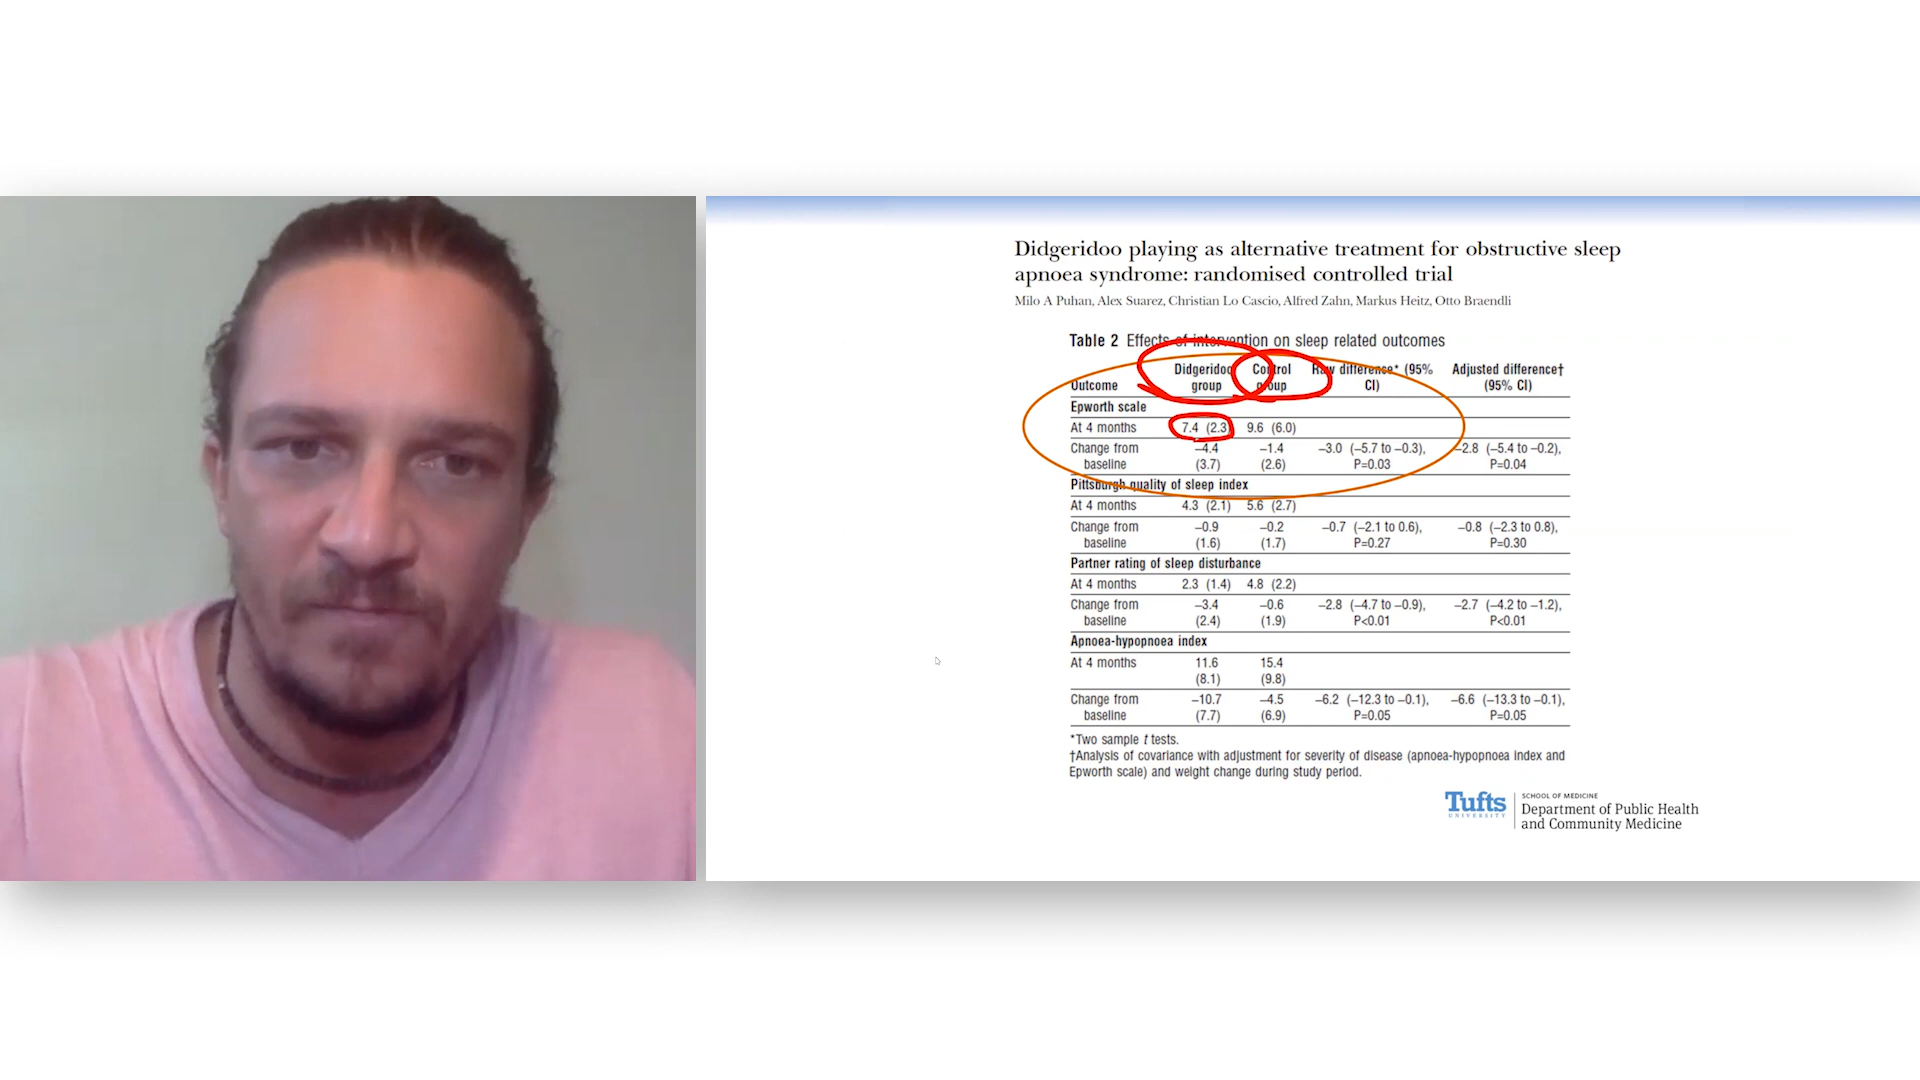 Didgeridoo playing as alternative treatment for obstructive sleep
apnoea syndrome: randomised controlled trial
Milo A Puhan, Alex Suarez, Christian Lo Cascio, Alfred Zahn, Markus Heitz, Otto Braendli
Table 2 Effects of intervention on sleep related outcomes
Outcome Didgeridoo group Control group Raw difference* (95% CI) Adjusted difference† (95% CI)
Epworth scale
At 4 months 7.4 (2.3) 9.6 (6.0)
Change from –4.4 –1.4 –3.0 (–5.7 to –0.3), –2.8 (–5.4 to –0.2),
baseline (3.7) (2.6) P=0.03 P=0.04
Pittsburgh quality of sleep index
At 4 months 4.3 (2.1) 5.6 (2.7)
Change from –0.9 –0.2 –0.7 (–2.1 to 0.6), –0.8 (–2.3 to 0.8),
baseline (1.6) (1.7) P=0.27 P=0.30
Partner rating of sleep disturbance
At 4 months 2.3 (1.4) 4.8 (2.2)
Change from –3.4 –0.6 –2.8 (–4.7 to –0.9), –2.7 (–4.2 to –1.2),
baseline (2.4) (1.9) P<0.01 P<0.01
Apnoea-hypopnoea index
At 4 months 11.6 15.4
(8.1) (9.8)
Change from –10.7 –4.5 –6.2 (–12.3 to –0.1), –6.6 (–13.3 to –0.1),
baseline (7.7) (6.9) P=0.05 P=0.05
*Two sample t tests.
†Analysis of covariance with adjustment for severity of disease (apnoea-hypopnoea index and
Epworth scale) and weight change during study period.
Tufts
UNIVERSITY
SCHOOL OF MEDICINE
Department of Public Health
and Community Medicine